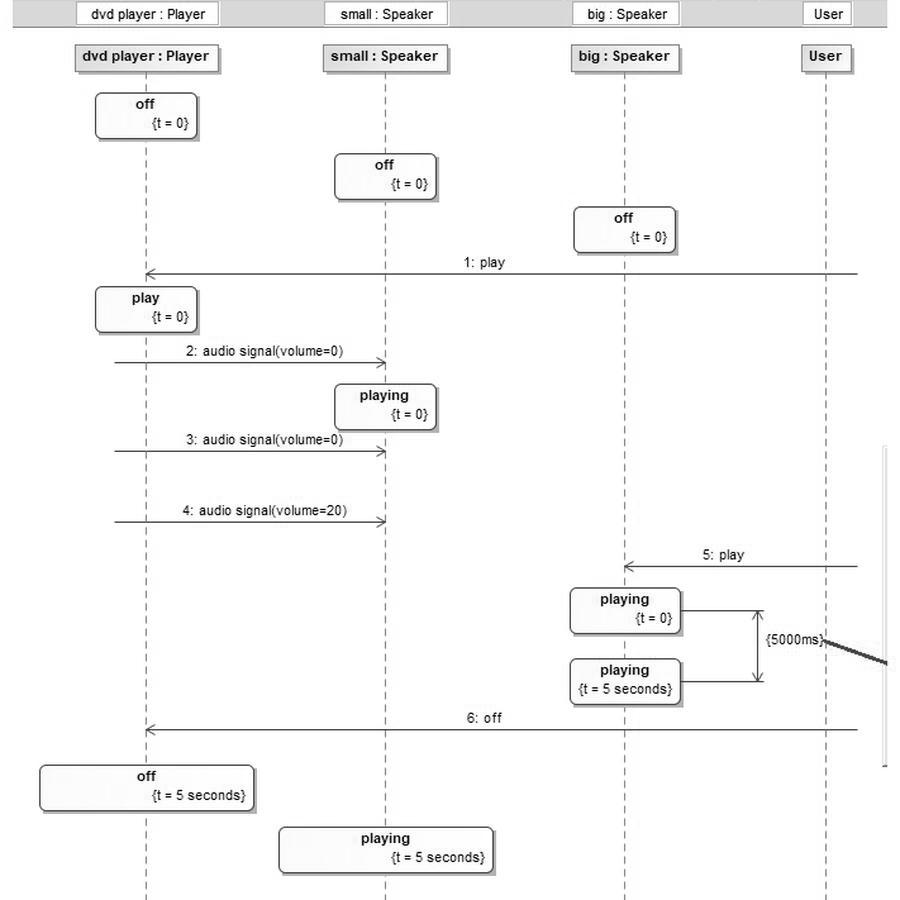 dvd player : Player
small : Speaker
big : Speaker
User
dvd player : Player
small : Speaker
big : Speaker
User
off
{t = 0}
off
{t = 0}
off
{t = 0}
1: play
play
{t = 0}
2: audio signal(volume=0)
playing
{t = 0}
3: audio signal(volume=0)
4: audio signal(volume=20)
5: play
playing
{t = 0}
{5000ms}
playing
{t = 5 seconds}
6: off
off
{t = 5 seconds}
playing
{t = 5 seconds}